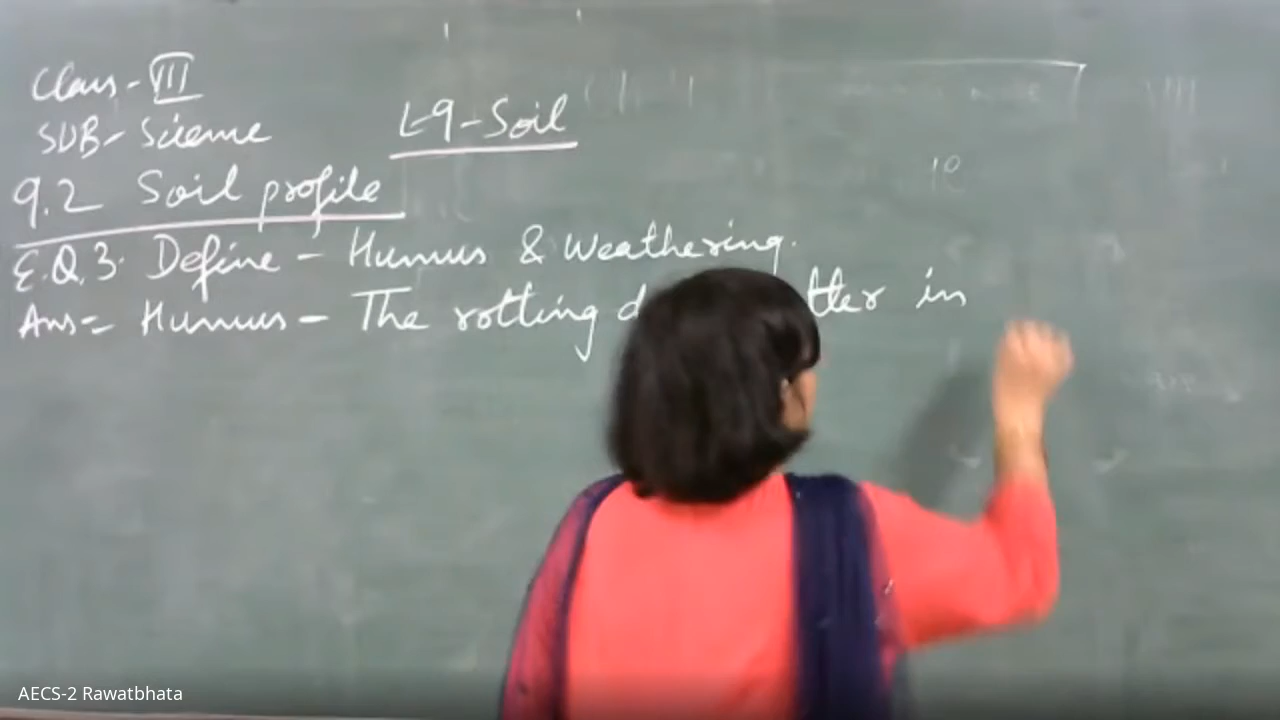 Class - VII
SUB - Science
L-9 - Soil
9.2 Soil profile
E.Q.3. Define - Humus & Weathering.
Ans = Humus - The rotting in
AECS-2 Rawatbhata